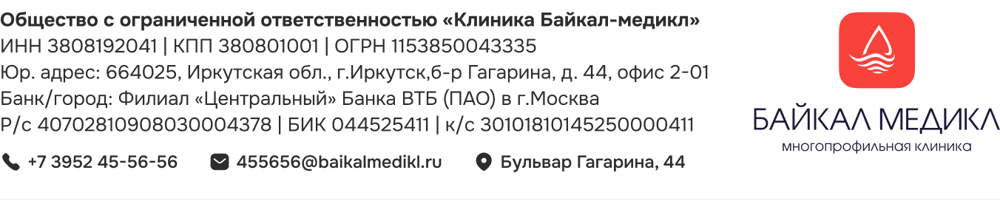 Общество с ограниченной ответственностью «Клиника Байкал-медикл»
ИНН 3808192041 | КПП 380801001 | ОГРН 1153850043335
Юр. адрес: 664025, Иркутская обл., г.Иркутск,б-р Гагарина, д. 44, офис 2-01
Банк/город: Филиал «Центральный» Банка ВТБ (ПАО) в г.Москва
Р/с 40702810908030004378 | БИК 044525411 | к/с 30101810145250000411
+7 3952 45-56-56 455656@baikalmedikl.ru Бульвар Гагарина, 44
БАЙКАЛ МЕДИКЛ
многопрофильная клиника